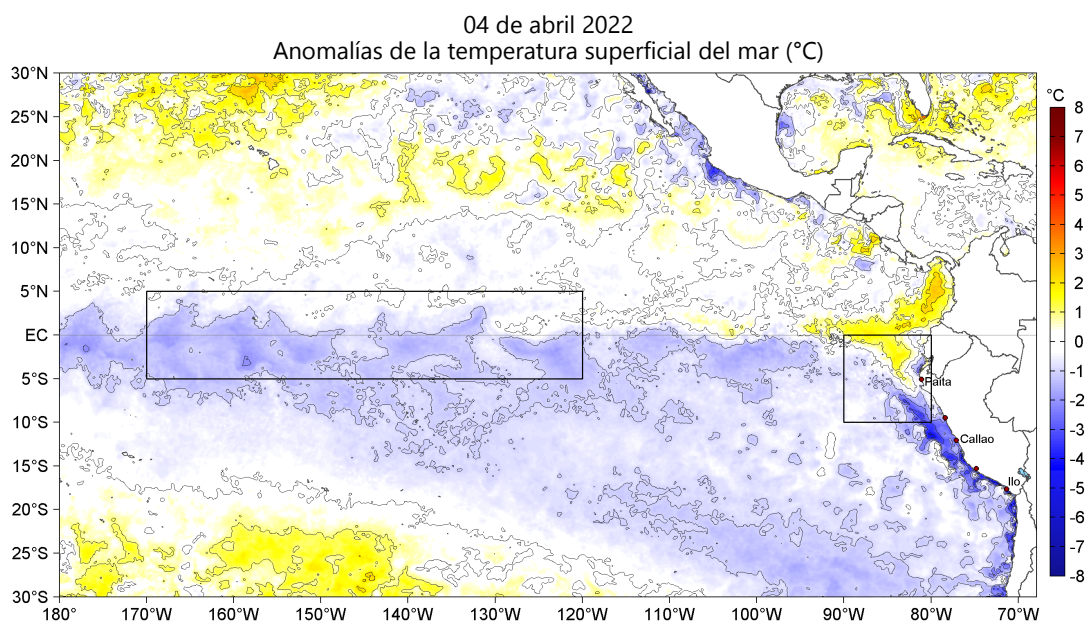 04 de abril 2022
Anomalías de la temperatura superficial del mar (°C)
30°N
25°N
20°N
15°N
10°N
5°N
EC
5°S
10°S
15°S
20°S
25°S
30°S
180
170°W
160°W
150°W
140°W
130°W
120°W
110°W
100°W
90°W
80°W
70°W
Paita
Callao
Ilo
°C
8
7
6
5
4
3
2
1
0
-1
-2
-3
-4
-5
-6
-7
-8